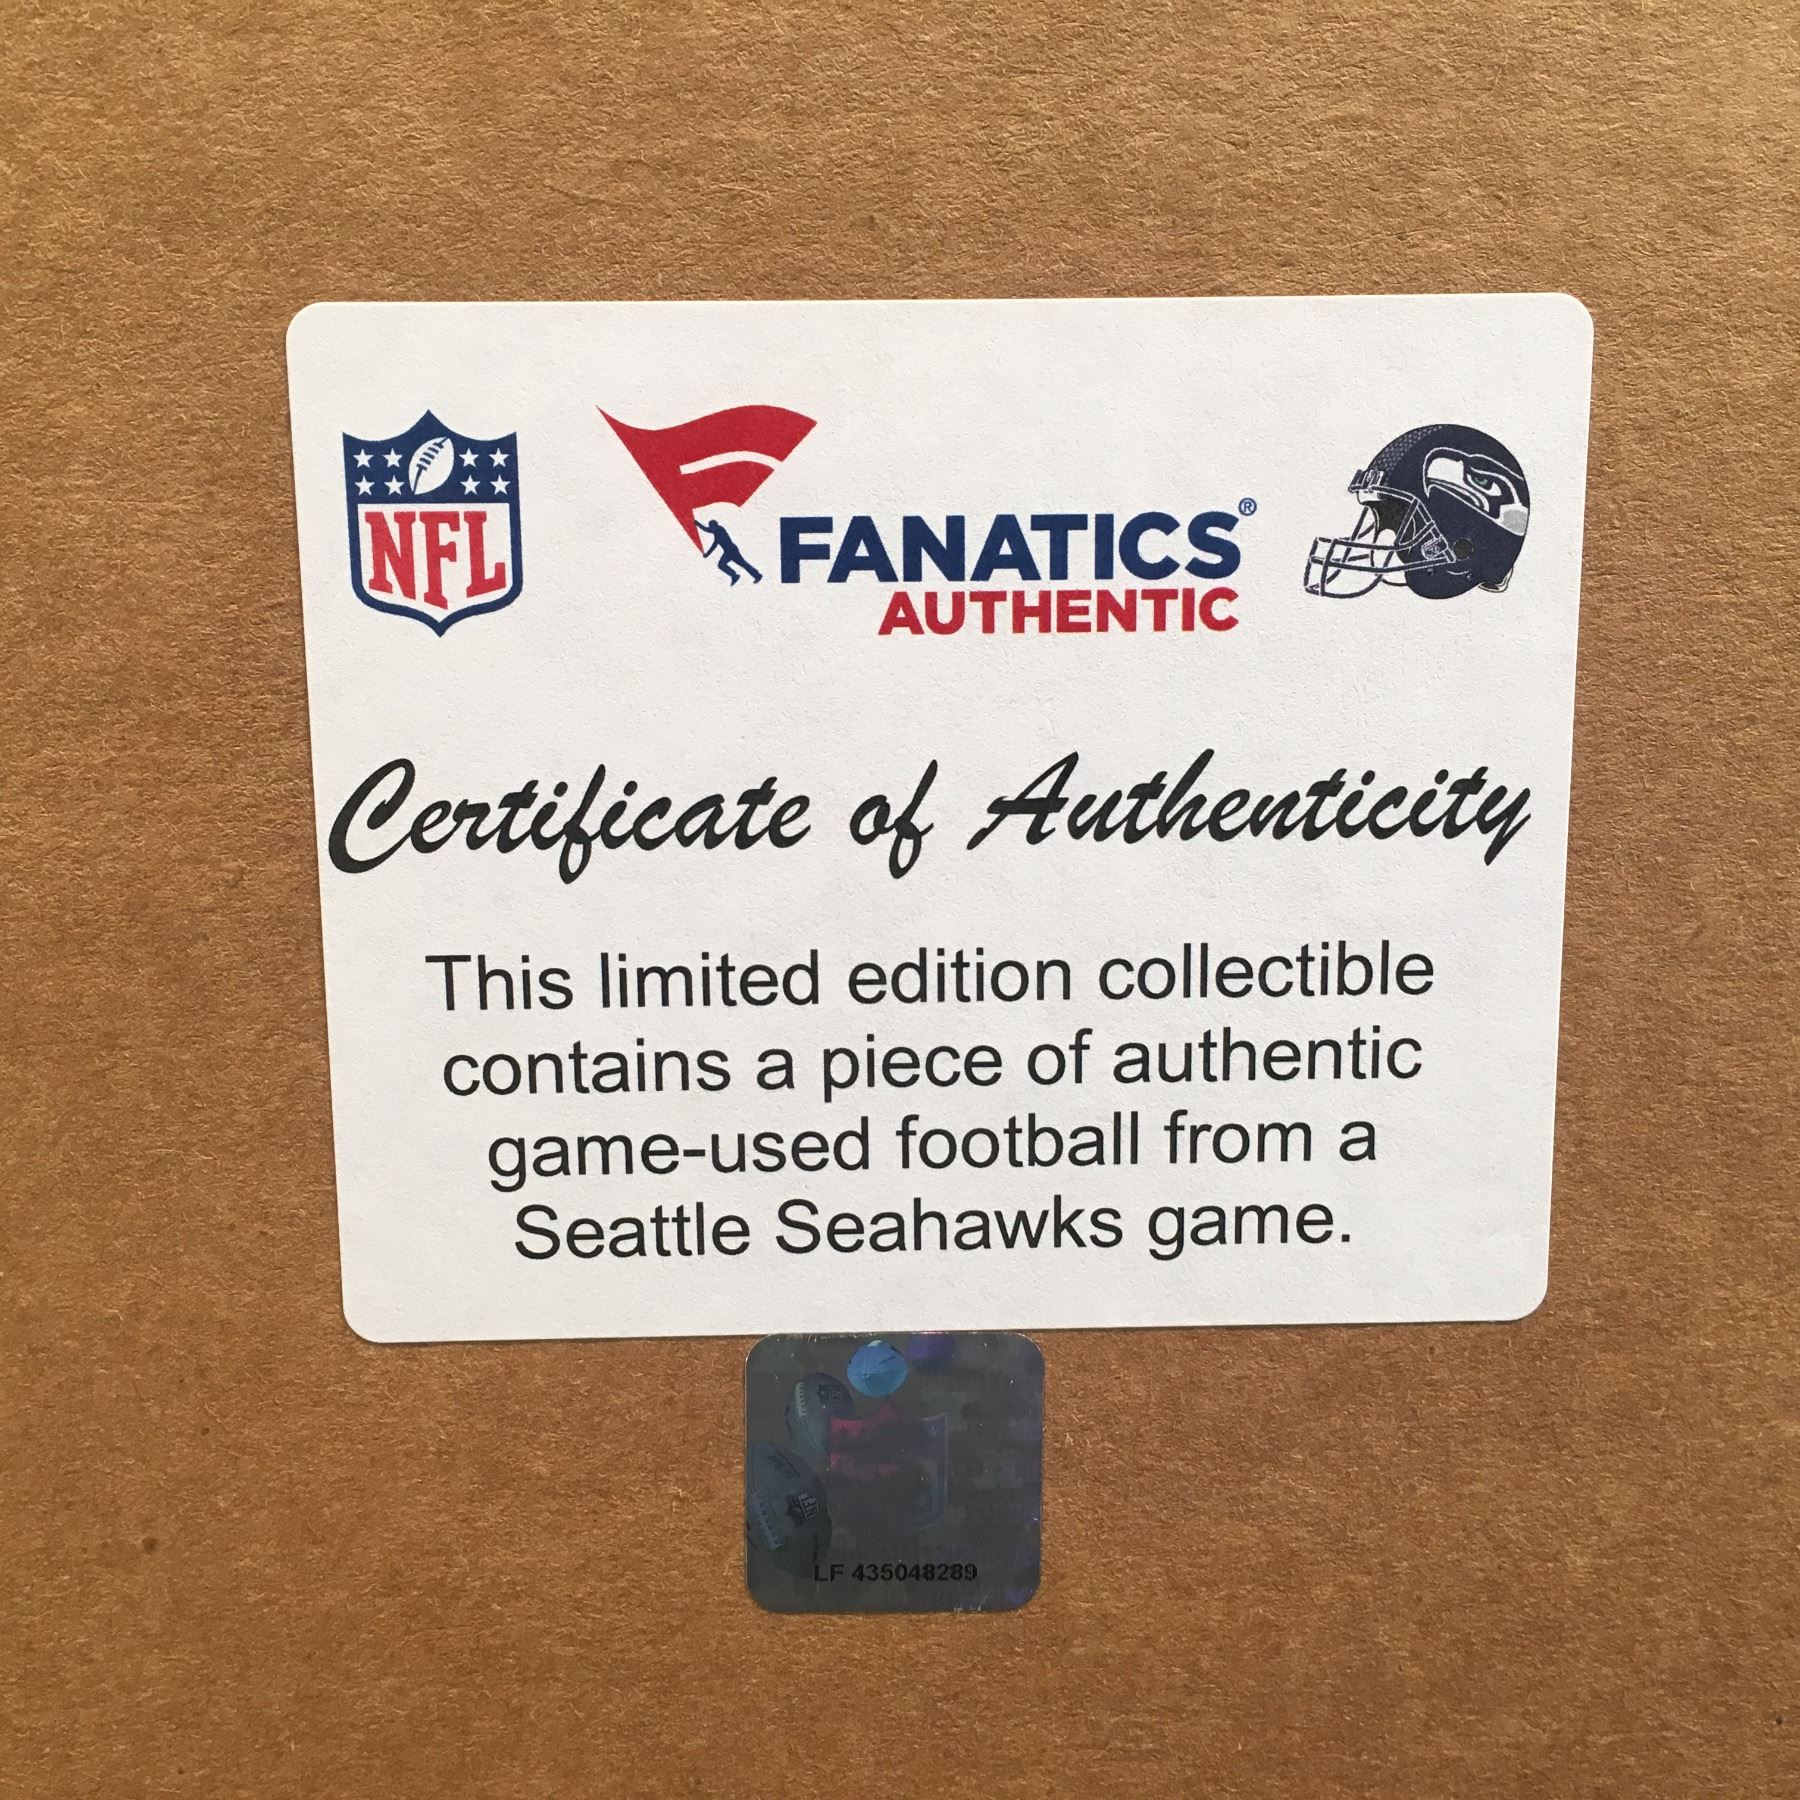 NFL
FANATICS®
AUTHENTIC
Certificate of Authenticity
This limited edition collectible
contains a piece of authentic
game-used football from a
Seattle Seahawks game.
LF 435048289